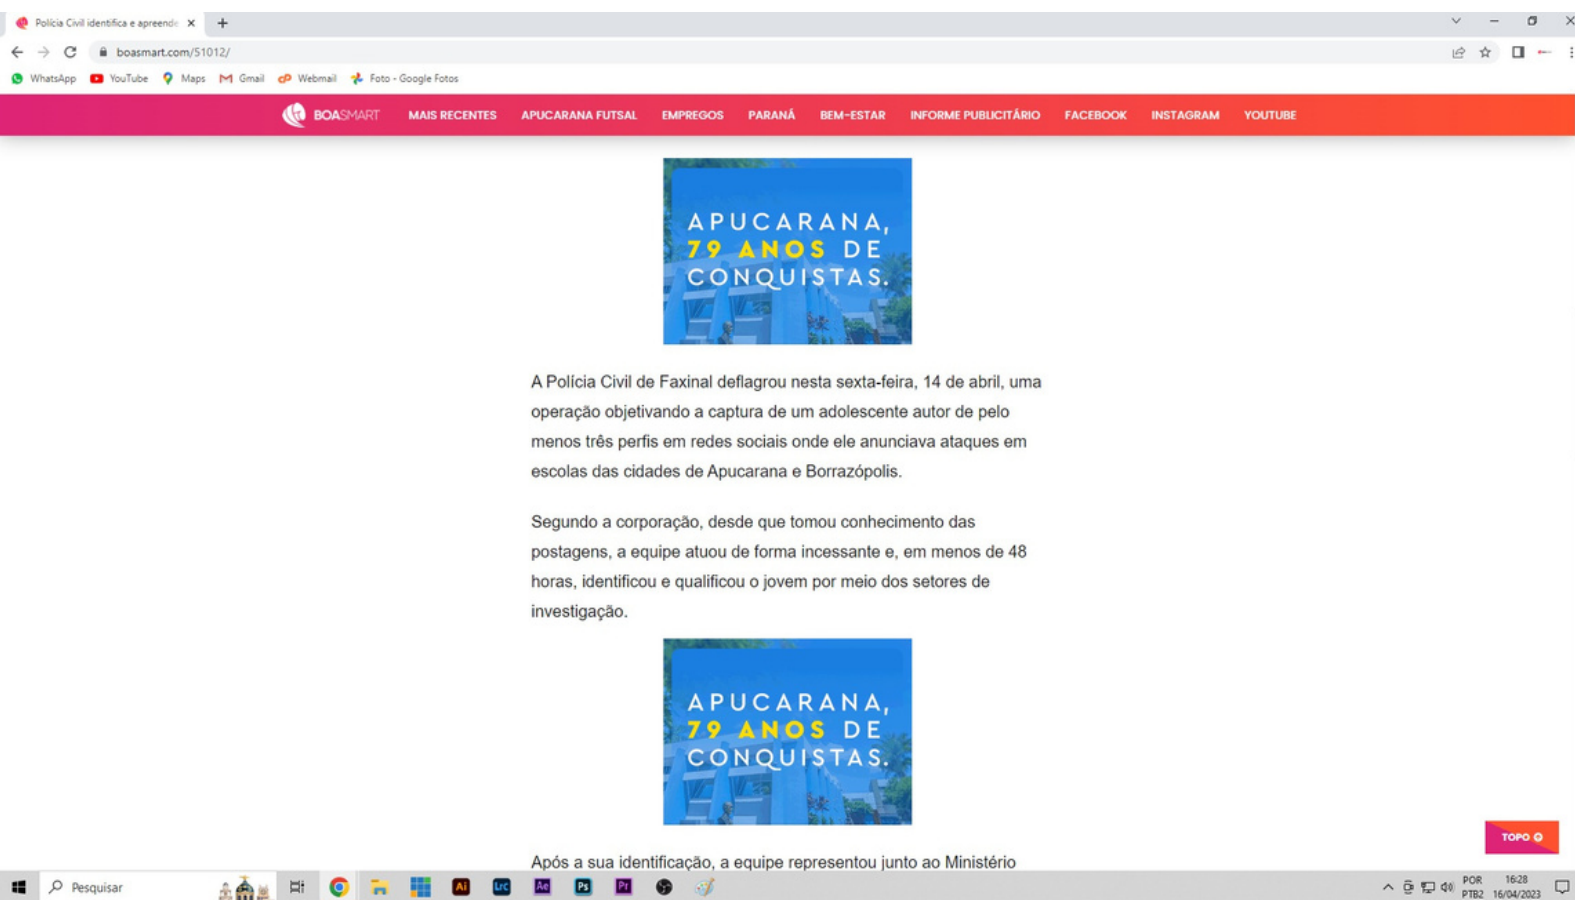 Polícia Civil identifica e apreende
boasmart.com/51012/
WhatsApp YouTube Maps Gmail Webmail Foto - Google Fotos
BOASMART MAIS RECENTES APUCARANA FUTSAL EMPREGOS PARANÁ BEM-ESTAR INFORME PUBLICITÁRIO FACEBOOK INSTAGRAM YOUTUBE
APUCARANA,
79 ANOS DE
CONQUISTAS.
A Polícia Civil de Faxinal deflagrou nesta sexta-feira, 14 de abril, uma
operação objetivando a captura de um adolescente autor de pelo
menos três perfis em redes sociais onde ele anunciava ataques em
escolas das cidades de Apucarana e Borrazópolis.
Segundo a corporação, desde que tomou conhecimento das
postagens, a equipe atuou de forma incessante e, em menos de 48
horas, identificou e qualificou o jovem por meio dos setores de
investigação.
APUCARANA,
79 ANOS DE
CONQUISTAS.
TOPO
Após a sua identificação, a equipe representou junto ao Ministério
Pesquisar
Ai Lrc Ae Ps Pr
POR 16:28
PTB2 16/04/2023